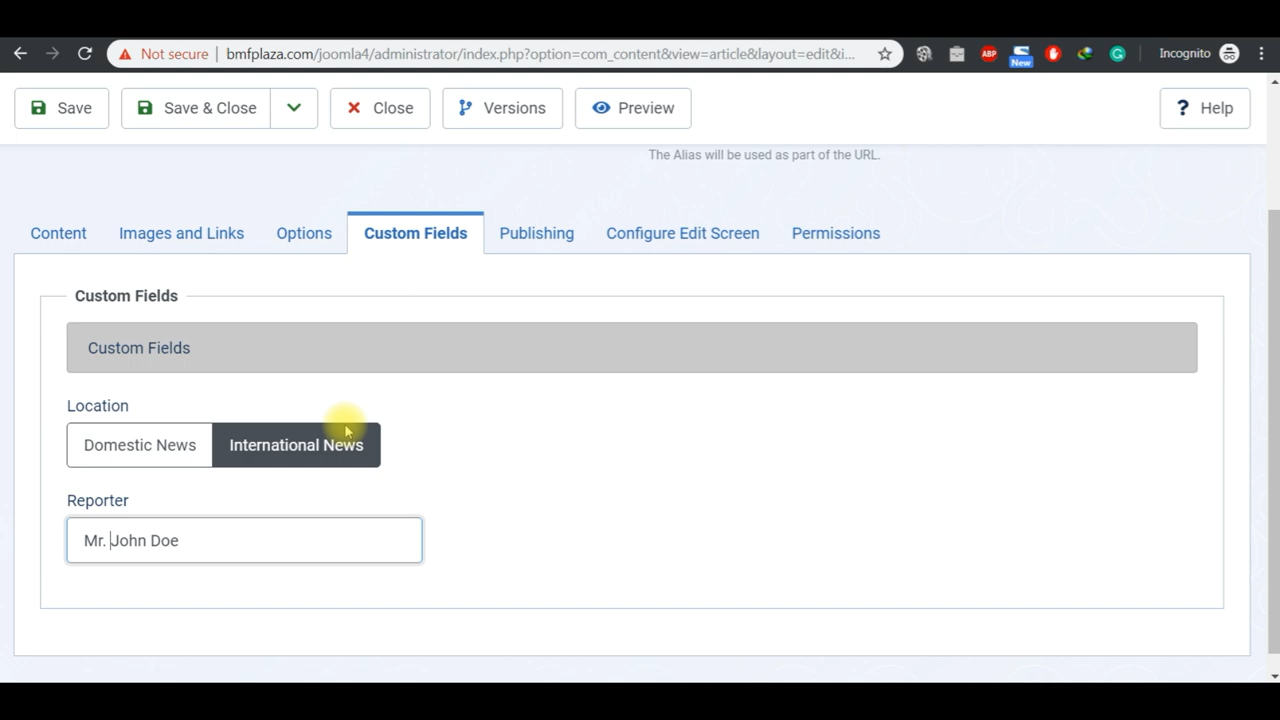 Not secure | bmfplaza.com/joomla4/administrator/index.php?option=com_content&view=article&layout=edit&i...
ABP
New
Incognito
Save
Save & Close
Close
Versions
Preview
? Help
The Alias will be used as part of the URL.
Content
Images and Links
Options
Custom Fields
Publishing
Configure Edit Screen
Permissions
Custom Fields
Custom Fields
Location
Domestic News
International News
Reporter
Mr. John Doe